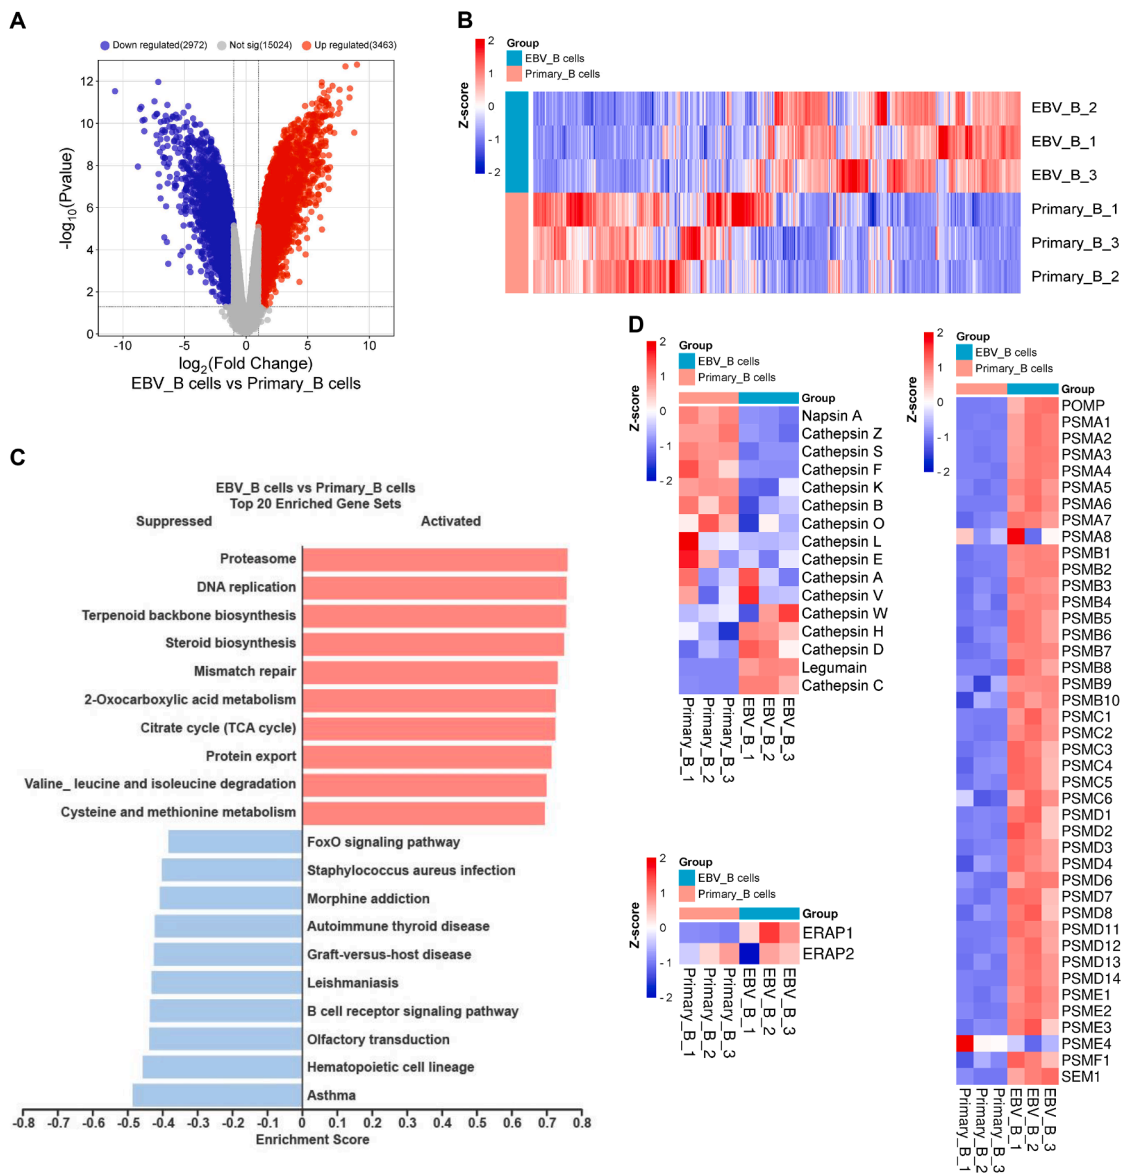 A
Down regulated(2972) Not sig(15024) Up regulated(3463)
12
10
8
6
4
2
0
-log10(Pvalue)
-10 -5 0 5 10
log2(Fold Change)
EBV_B cells vs Primary_B cells
B
Z-score
2
1
0
- 1
- 2
Group
EBV_B cells
Primary_B cells
EBV_B_2
EBV_B_1
EBV_B_3
Primary_B_1
Primary_B_3
Primary_B_2
C
EBV_B cells vs Primary_B cells
Top 20 Enriched Gene Sets
Suppressed Activated
Proteasome
DNA replication
Terpenoid backbone biosynthesis
Steroid biosynthesis
Mismatch repair
2-Oxocarboxylic acid metabolism
Citrate cycle (TCA cycle)
Protein export
Valine_ leucine and isoleucine degradation
Cysteine and methionine metabolism
FoxO signaling pathway
Staphylococcus aureus infection
Morphine addiction
Autoimmune thyroid disease
Graft-versus-host disease
Leishmaniasis
B cell receptor signaling pathway
Olfactory transduction
Hematopoietic cell lineage
Asthma
-0.8 -0.7 -0.6 -0.5 -0.4 -0.3 -0.2 -0.1 0 0.1 0.2 0.3 0.4 0.5 0.6 0.7 0.8
Enrichment Score
D
Z-score
2
1
0
- 1
- 2
Group
EBV_B cells
Primary_B cells
Group
Napsin A
Cathepsin Z
Cathepsin S
Cathepsin F
Cathepsin K
Cathepsin B
Cathepsin O
Cathepsin L
Cathepsin E
Cathepsin A
Cathepsin V
Cathepsin W
Cathepsin H
Cathepsin D
Legumain
Cathepsin C
Primary_B_1
Primary_B_2
Primary_B_3
EBV_B_1
EBV_B_2
EBV_B_3
Z-score
2
1
0
- 1
- 2
Group
EBV_B cells
Primary_B cells
Group
ERAP1
ERAP2
Primary_B_1
Primary_B_2
Primary_B_3
EBV_B_1
EBV_B_2
EBV_B_3
Z-score
2
1
0
- 1
- 2
Group
EBV_B cells
Primary_B cells
Group
POMP
PSMA1
PSMA2
PSMA3
PSMA4
PSMA5
PSMA6
PSMA7
PSMA8
PSMB1
PSMB2
PSMB3
PSMB4
PSMB5
PSMB6
PSMB7
PSMB8
PSMB9
PSMB10
PSMC1
PSMC2
PSMC3
PSMC4
PSMC5
PSMC6
PSMD1
PSMD2
PSMD3
PSMD4
PSMD6
PSMD7
PSMD8
PSMD11
PSMD12
PSMD13
PSMD14
PSME1
PSME2
PSME3
PSME4
PSMF1
SEM1
Primary_B_1
Primary_B_2
Primary_B_3
EBV_B_1
EBV_B_2
EBV_B_3